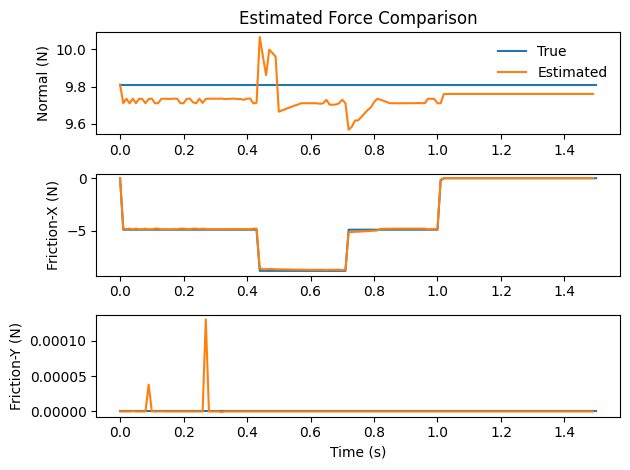 Estimated Force Comparison
Normal (N)
10.0
9.8
9.6
True
Estimated
0.0 0.2 0.4 0.6 0.8 1.0 1.2 1.4
Friction-X (N)
0
−5
0.0 0.2 0.4 0.6 0.8 1.0 1.2 1.4
Friction-Y (N)
0.00010
0.00005
0.00000
0.0 0.2 0.4 0.6 0.8 1.0 1.2 1.4
Time (s)